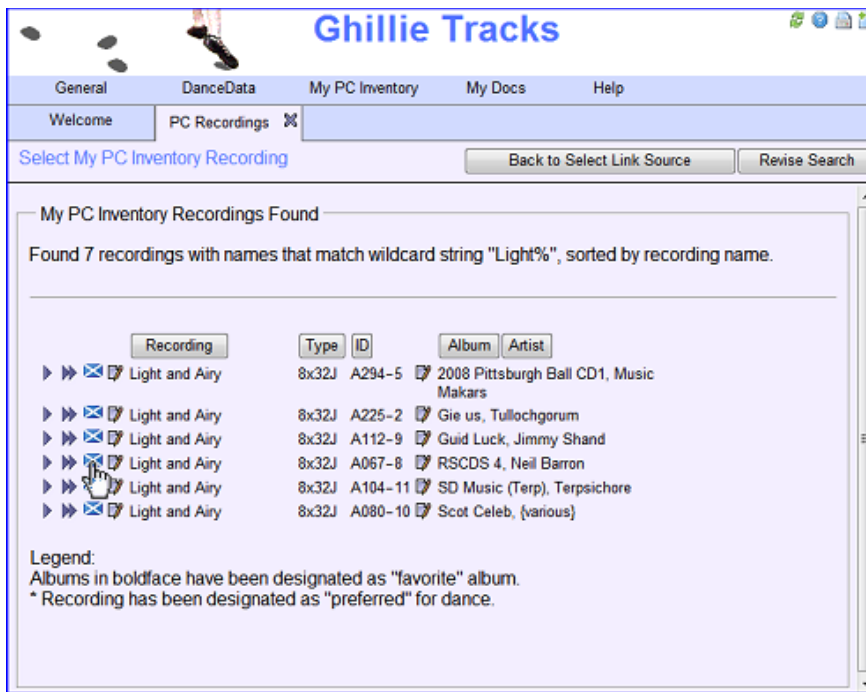 Ghillie Tracks
General DanceData My PC Inventory My Docs Help
Welcome PC Recordings
Select My PC Inventory Recording Back to Select Link Source Revise Search
My PC Inventory Recordings Found
Found 7 recordings with names that match wildcard string "Light%", sorted by recording name.
Recording Type ID Album Artist
Light and Airy 8x32J A294-5 2008 Pittsburgh Ball CD1, Music
Makars
Light and Airy 8x32J A225-2 Gie us, Tullochgorum
Light and Airy 8x32J A112-9 Guid Luck, Jimmy Shand
Light and Airy 8x32J A067-8 RSCDS 4, Neil Barron
Light and Airy 8x32J A104-11 SD Music (Terp), Terpsichore
Light and Airy 8x32J A080-10 Scot Celeb, {various}
Legend:
Albums in boldface have been designated as "favorite" album.
* Recording has been designated as "preferred" for dance.